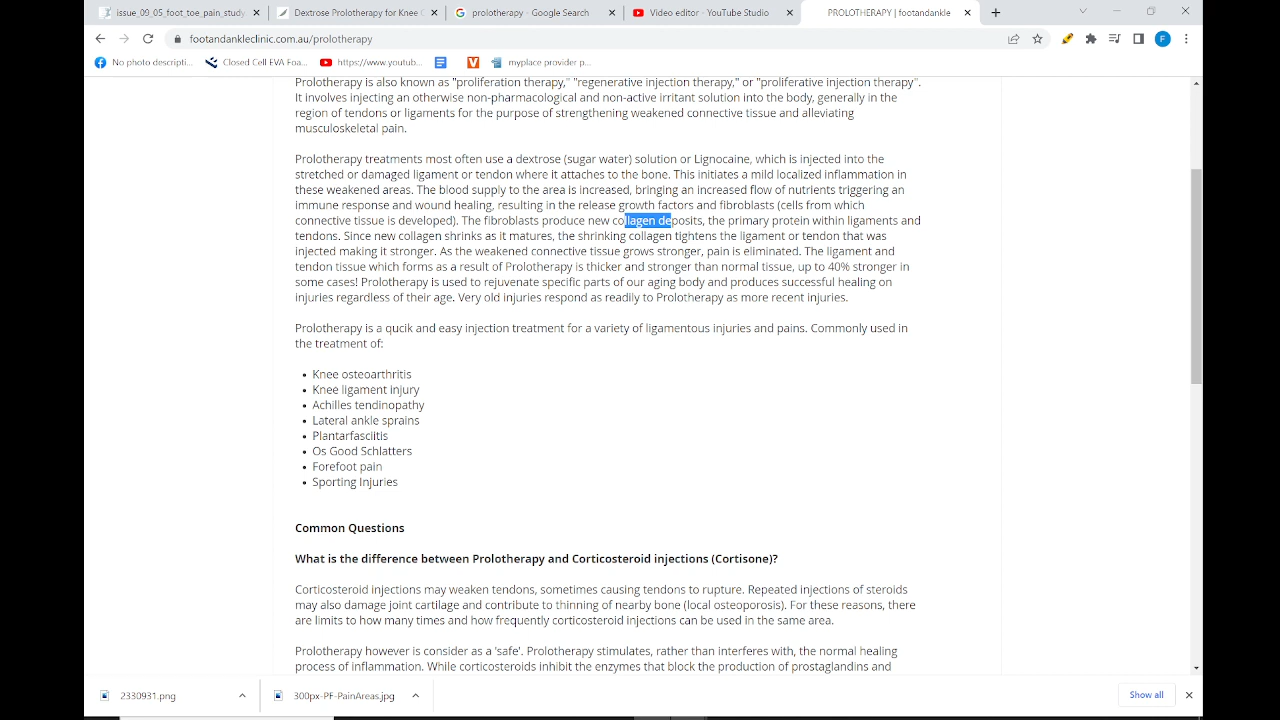 issue_09_05_foot_toe_pain_study
Dextrose Prolotherapy for Knee
prolotherapy - Google Search
Video editor - YouTube Studio
PROLOTHERAPY | footandankle
footandankleclinic.com.au/prolotherapy
F
No photo descripti...
Closed Cell EVA Foa...
https://www.youtub...
myplace provider p...
Prolotherapy is also known as "proliferation therapy," "regenerative injection therapy," or "proliferative injection therapy".
It involves injecting an otherwise non-pharmacological and non-active irritant solution into the body, generally in the
region of tendons or ligaments for the purpose of strengthening weakened connective tissue and alleviating
musculoskeletal pain.
Prolotherapy treatments most often use a dextrose (sugar water) solution or Lignocaine, which is injected into the
stretched or damaged ligament or tendon where it attaches to the bone. This initiates a mild localized inflammation in
these weakened areas. The blood supply to the area is increased, bringing an increased flow of nutrients triggering an
immune response and wound healing, resulting in the release growth factors and fibroblasts (cells from which
connective tissue is developed). The fibroblasts produce new collagen deposits, the primary protein within ligaments and
tendons. Since new collagen shrinks as it matures, the shrinking collagen tightens the ligament or tendon that was
injected making it stronger. As the weakened connective tissue grows stronger, pain is eliminated. The ligament and
tendon tissue which forms as a result of Prolotherapy is thicker and stronger than normal tissue, up to 40% stronger in
some cases! Prolotherapy is used to rejuvenate specific parts of our aging body and produces successful healing on
injuries regardless of their age. Very old injuries respond as readily to Prolotherapy as more recent injuries.
Prolotherapy is a qucik and easy injection treatment for a variety of ligamentous injuries and pains. Commonly used in
the treatment of:
• Knee osteoarthritis
• Knee ligament injury
• Achilles tendinopathy
• Lateral ankle sprains
• Plantarfasciitis
• Os Good Schlatters
• Forefoot pain
• Sporting Injuries
Common Questions
What is the difference between Prolotherapy and Corticosteroid injections (Cortisone)?
Corticosteroid injections may weaken tendons, sometimes causing tendons to rupture. Repeated injections of steroids
may also damage joint cartilage and contribute to thinning of nearby bone (local osteoporosis). For these reasons, there
are limits to how many times and how frequently corticosteroid injections can be used in the same area.
Prolotherapy however is consider as a 'safe'. Prolotherapy stimulates, rather than interferes with, the normal healing
process of inflammation. While corticosteroids inhibit the enzymes that block the production of prostaglandins and
2330931.png
300px-PF-PainAreas.jpg
Show all